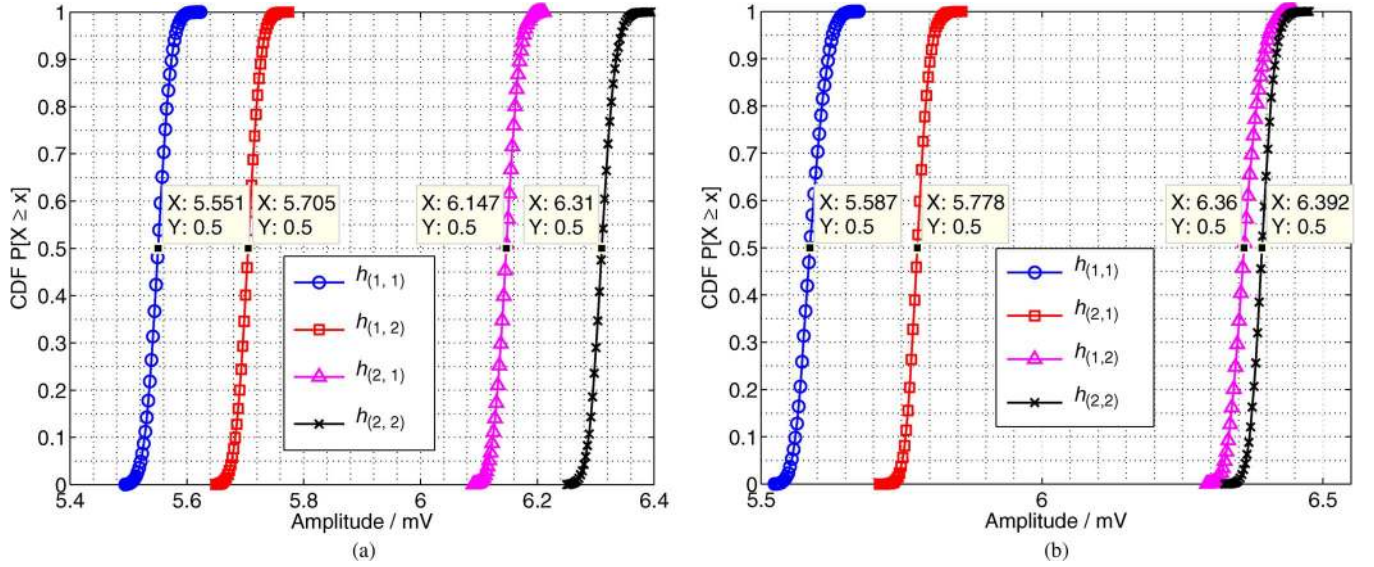 1
0.9
0.8
0.7
0.6
0.5
0.4
0.3
0.2
0.1
0
CDF P[X ≥ x]
X: 5.551
Y: 0.5
X: 5.705
Y: 0.5
X: 6.147
Y: 0.5
X: 6.31
Y: 0.5
h(1, 1)
h(1, 2)
h(2, 1)
h(2, 2)
5.4 5.6 5.8 6 6.2 6.4
Amplitude / mV
(a)
1
0.9
0.8
0.7
0.6
0.5
0.4
0.3
0.2
0.1
0
CDF P[X ≥ x]
X: 5.587
Y: 0.5
X: 5.778
Y: 0.5
X: 6.36
Y: 0.5
X: 6.392
Y: 0.5
h(1,1)
h(2,1)
h(1,2)
h(2,2)
5.5 6 6.5
Amplitude / mV
(b)